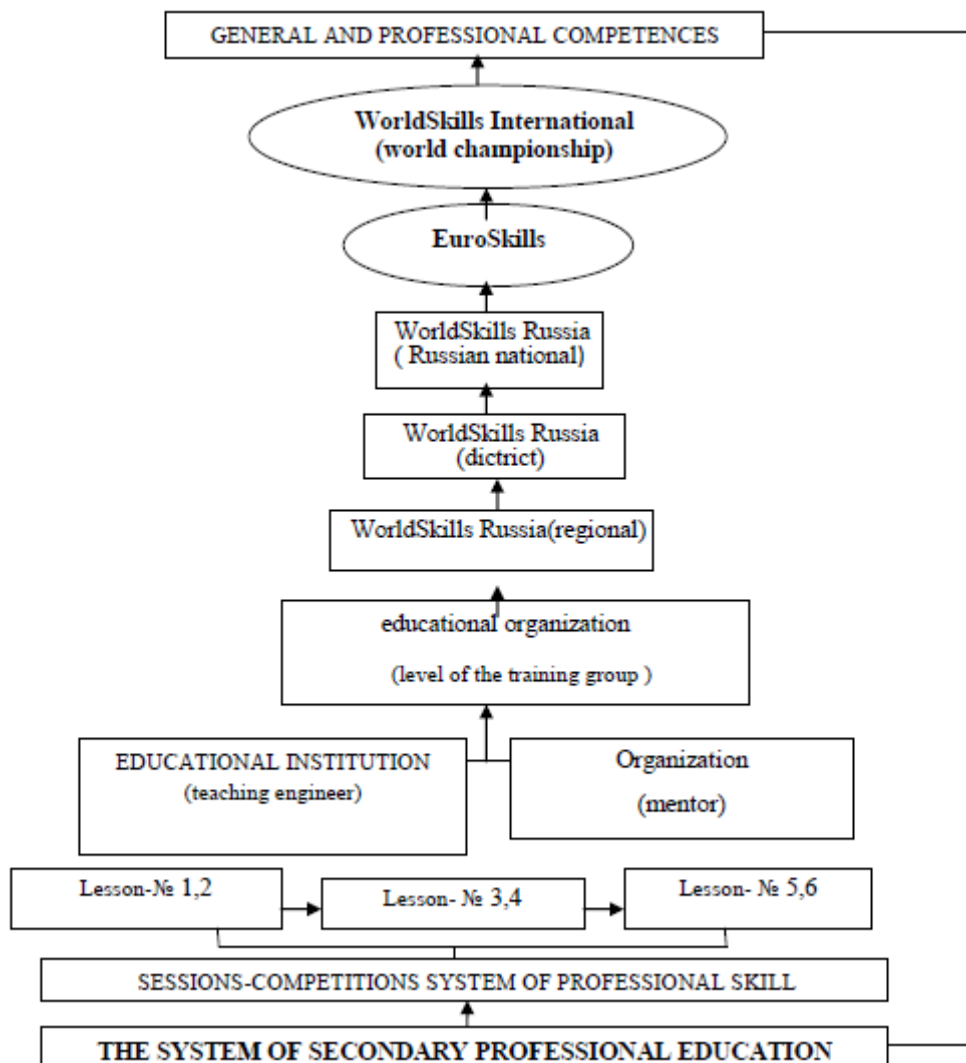 GENERAL AND PROFESSIONAL COMPETENCES
WorldSkills International
(world championship)
EuroSkills
WorldSkills Russia
( Russian national)
WorldSkills Russia
(dictrict)
WorldSkills Russia(regional)
educational organization
(level of the training group )
EDUCATIONAL INSTITUTION
(teaching engineer)
Organization
(mentor)
Lesson-№ 1,2
Lesson- № 3,4
Lesson- № 5,6
SESSIONS-COMPETITIONS SYSTEM OF PROFESSIONAL SKILL
THE SYSTEM OF SECONDARY PROFESSIONAL EDUCATION